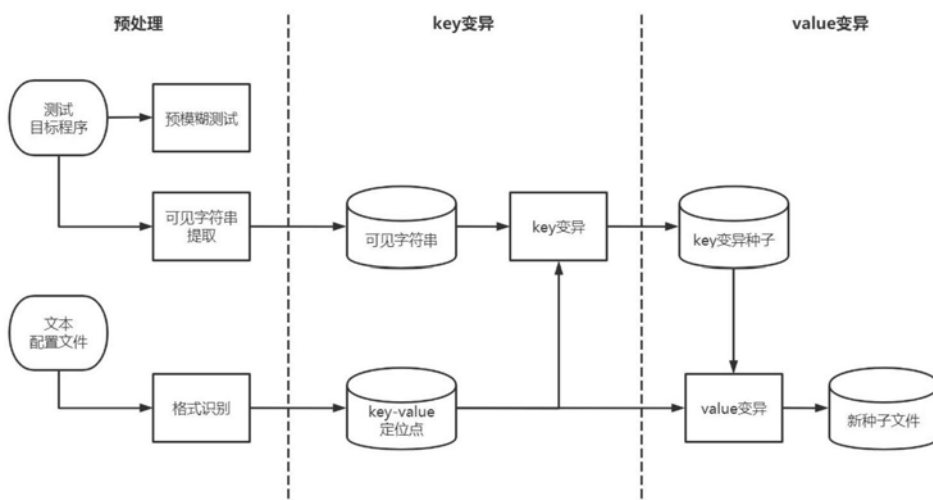 预处理
key变异
value变异
测试
目标程序
预模糊测试
可见字符串
提取
可见字符串
key变异
key变异种子
文本
配置文件
格式识别
key-value
定位点
value变异
新种子文件